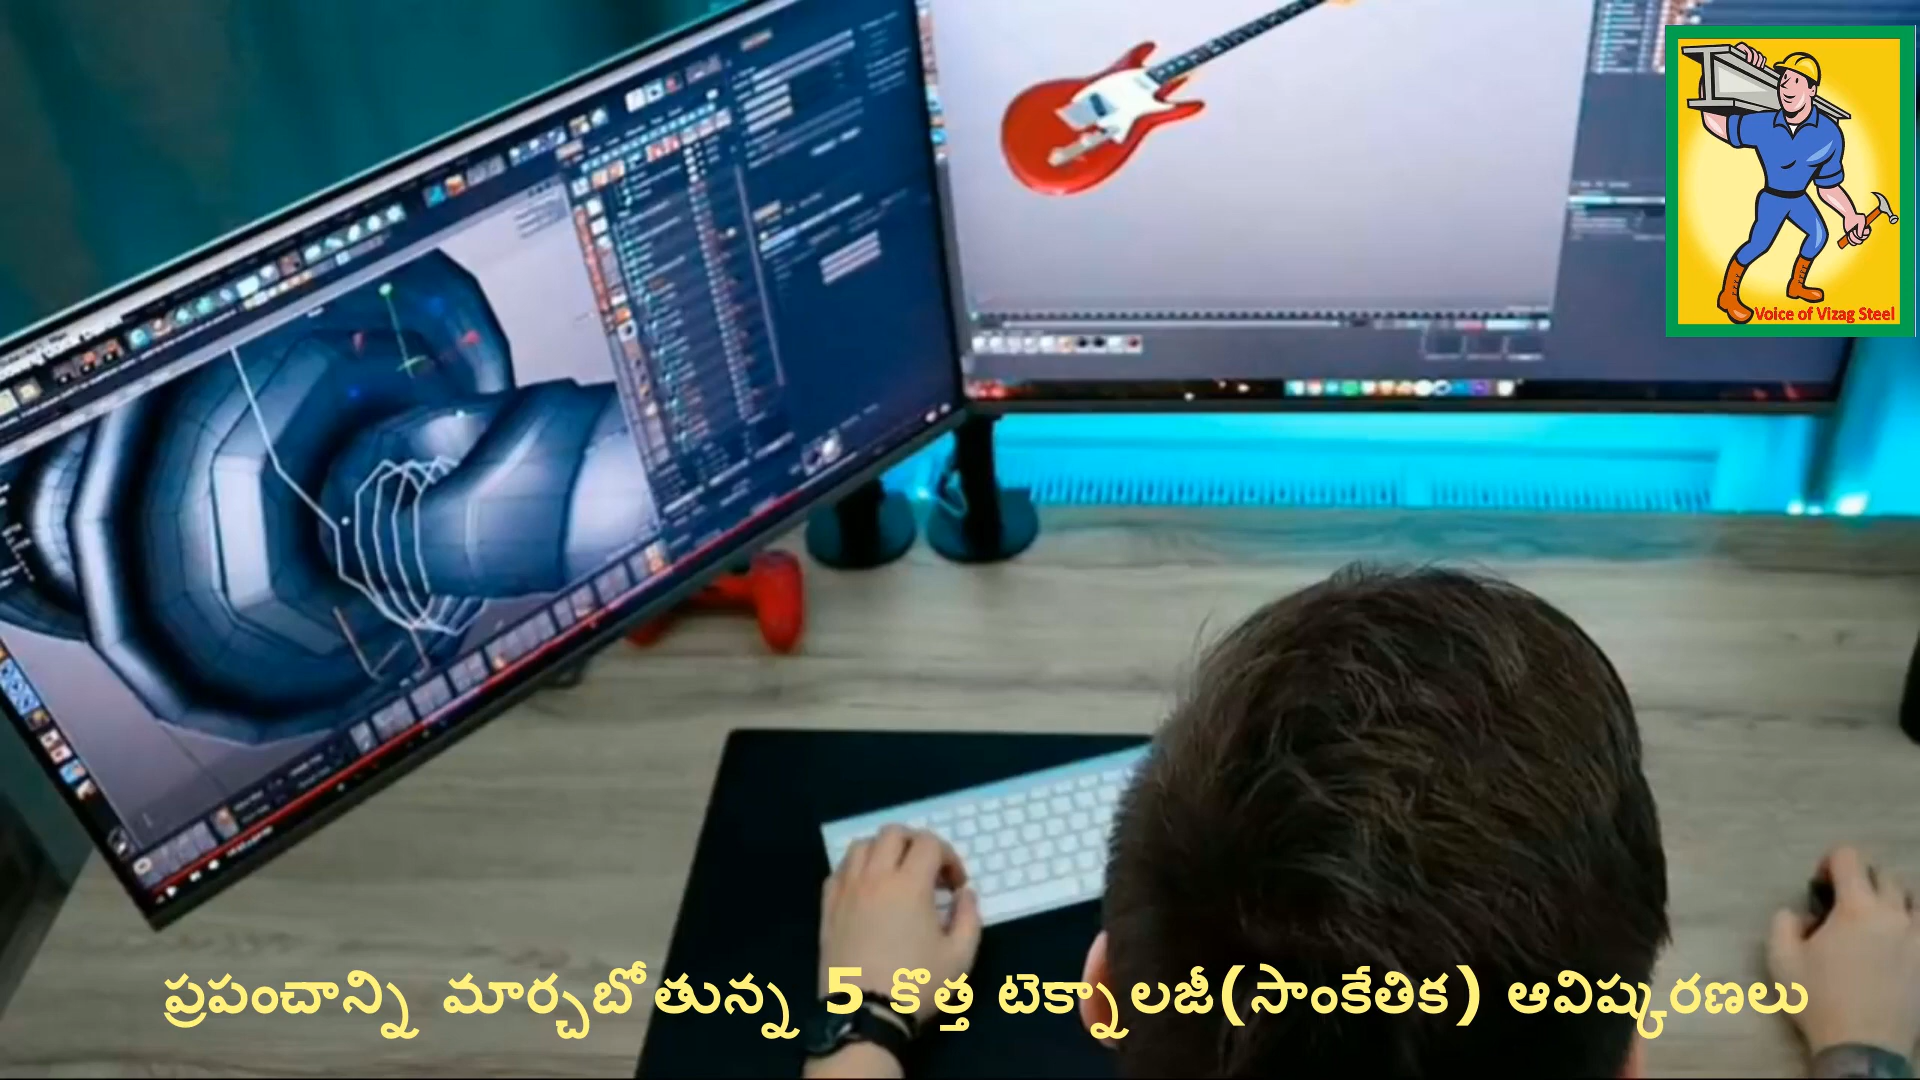 Voice of Vizag Steel
ప్రపంచాన్ని మార్చబోతున్న 5 కొత్త టెక్నాలజీ(సాంకేతిక) ఆవిష్కరణలు